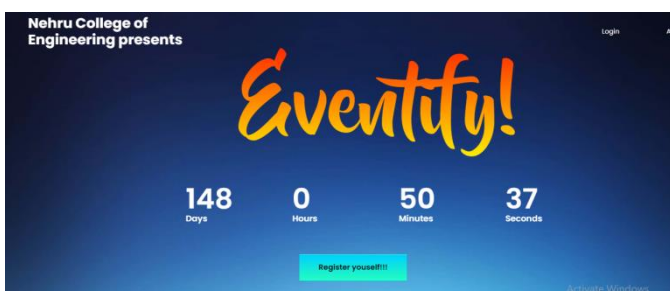 Nehru College of
Engineering presents
Login
A
Eventify!
148 0 50 37
Days Hours Minutes Seconds
Register youself!!!
Activate Windows